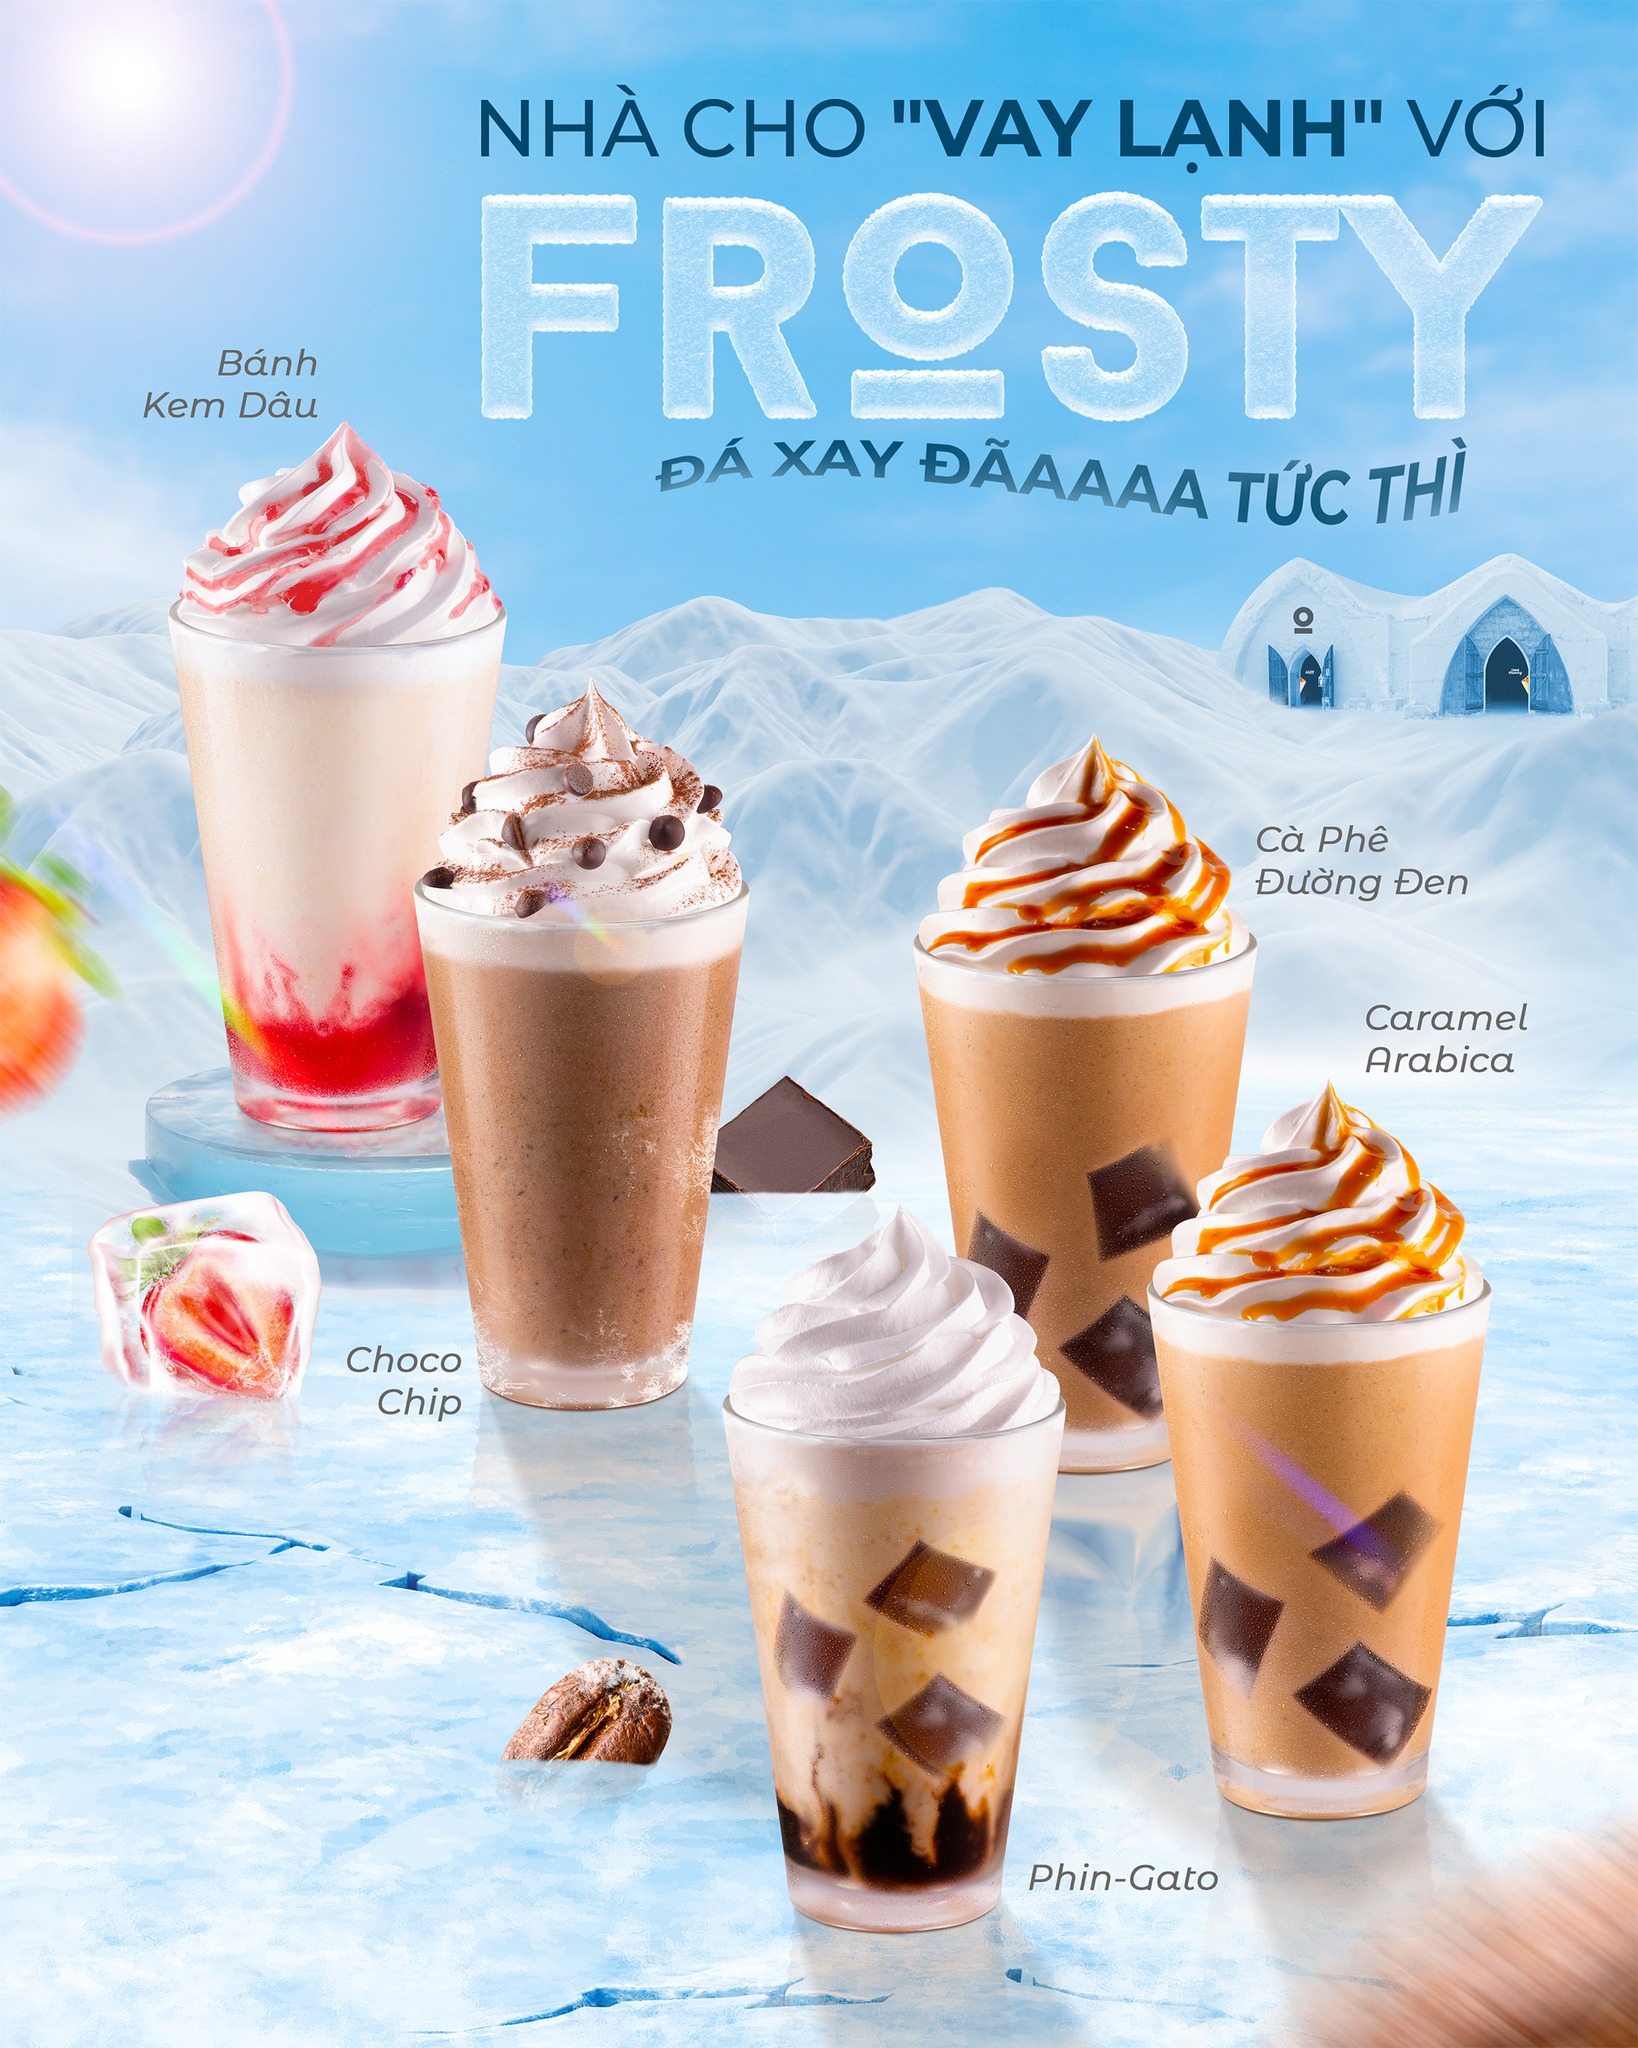 NHÀ CHO "VAY LẠNH" VỚI
FROSTY
ĐÁ XAY ĐÃAAAAA TỨC THÌ
Bánh
Kem Dâu
Cà Phê
Đường Đen
Caramel
Arabica
Choco
Chip
Phin-Gato